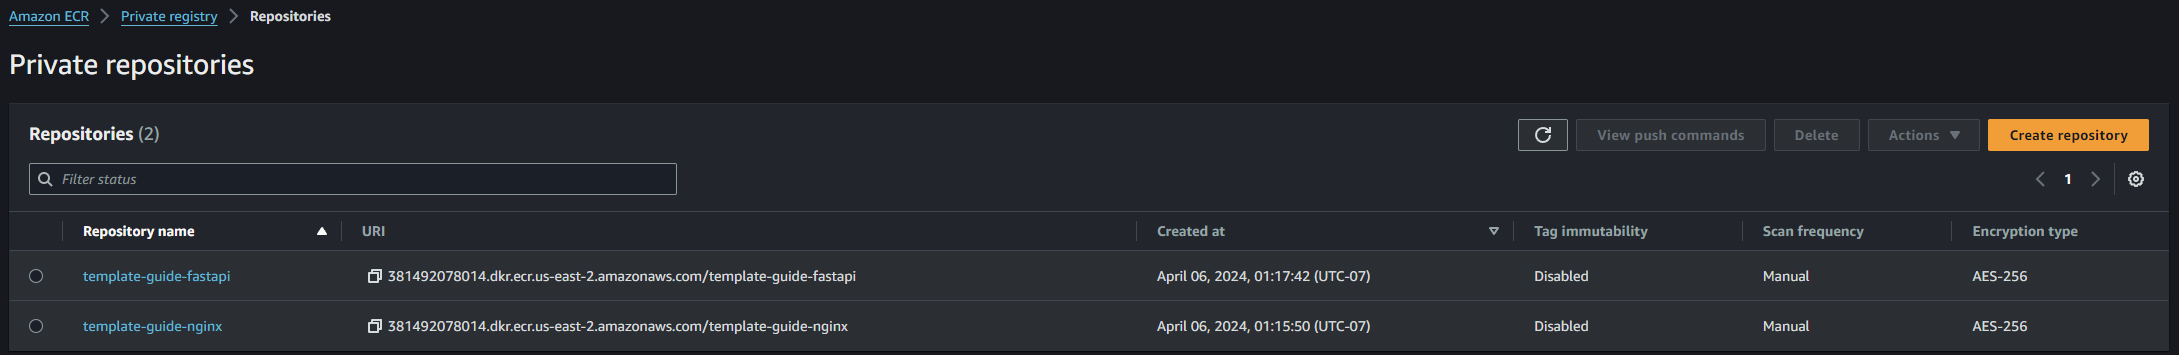 Amazon ECR > Private registry > Repositories
Private repositories
Repositories (2)
View push commands Delete Actions Create repository
Filter status
1
Repository name URI Created at Tag immutability Scan frequency Encryption type
template-guide-fastapi 381492078014.dkr.ecr.us-east-2.amazonaws.com/template-guide-fastapi April 06, 2024, 01:17:42 (UTC-07) Disabled Manual AES-256
template-guide-nginx 381492078014.dkr.ecr.us-east-2.amazonaws.com/template-guide-nginx April 06, 2024, 01:15:50 (UTC-07) Disabled Manual AES-256